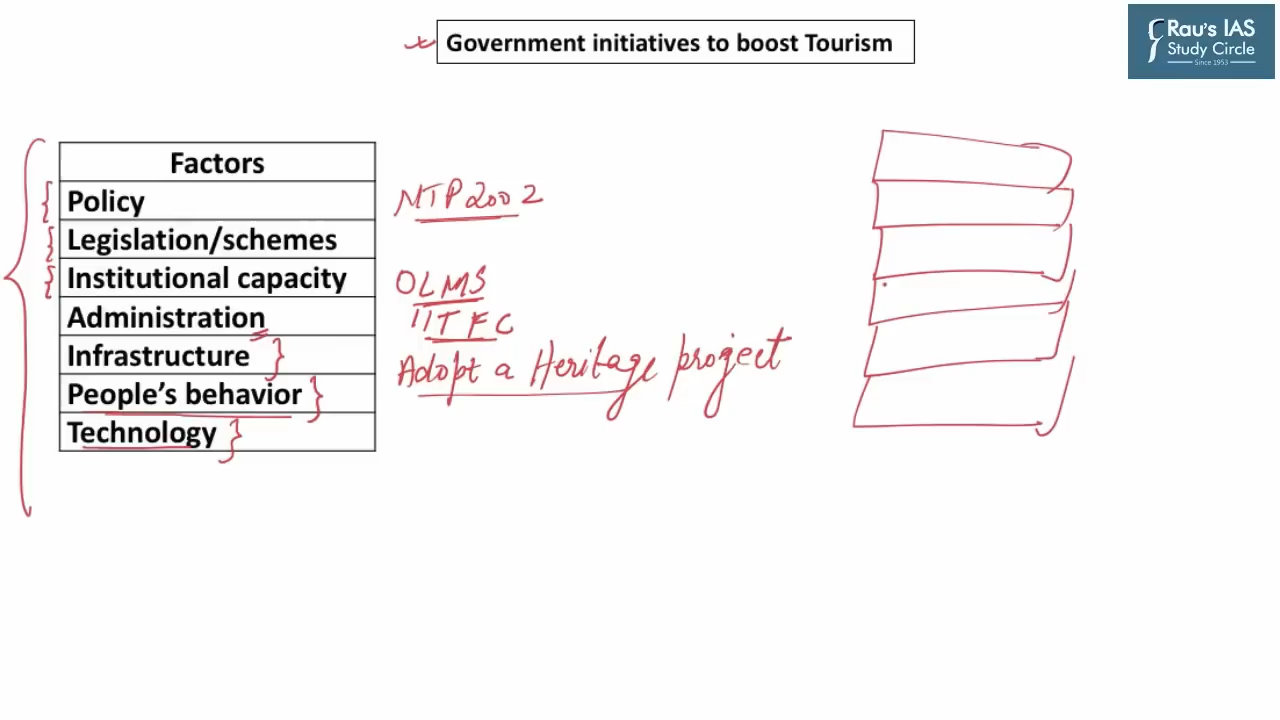 Government initiatives to boost Tourism
Rau's IAS
Study Circle
Since 1953
Factors
Policy
NTP 2002
Legislation/schemes
Institutional capacity
OLMS
Administration
IITFC
Infrastructure
Adopt a Heritage project
People's behavior
Technology